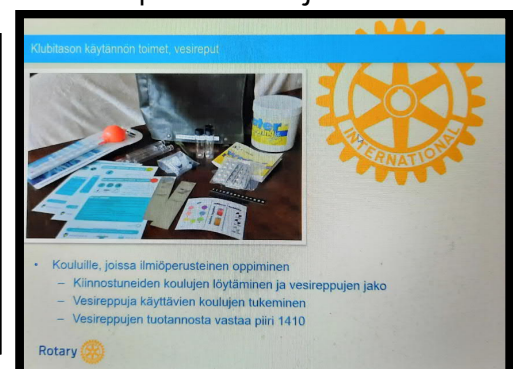 Klubitason käytännön toimet, vesireput
INTERNATIONAL
• Kouluille, joissa ilmiöperusteinen oppiminen
– Kiinnostuneiden koulujen löytäminen ja vesireppujen jako
– Vesireppuja käyttävien koulujen tukeminen
– Vesireppujen tuotannosta vastaa piiri 1410
Rotary